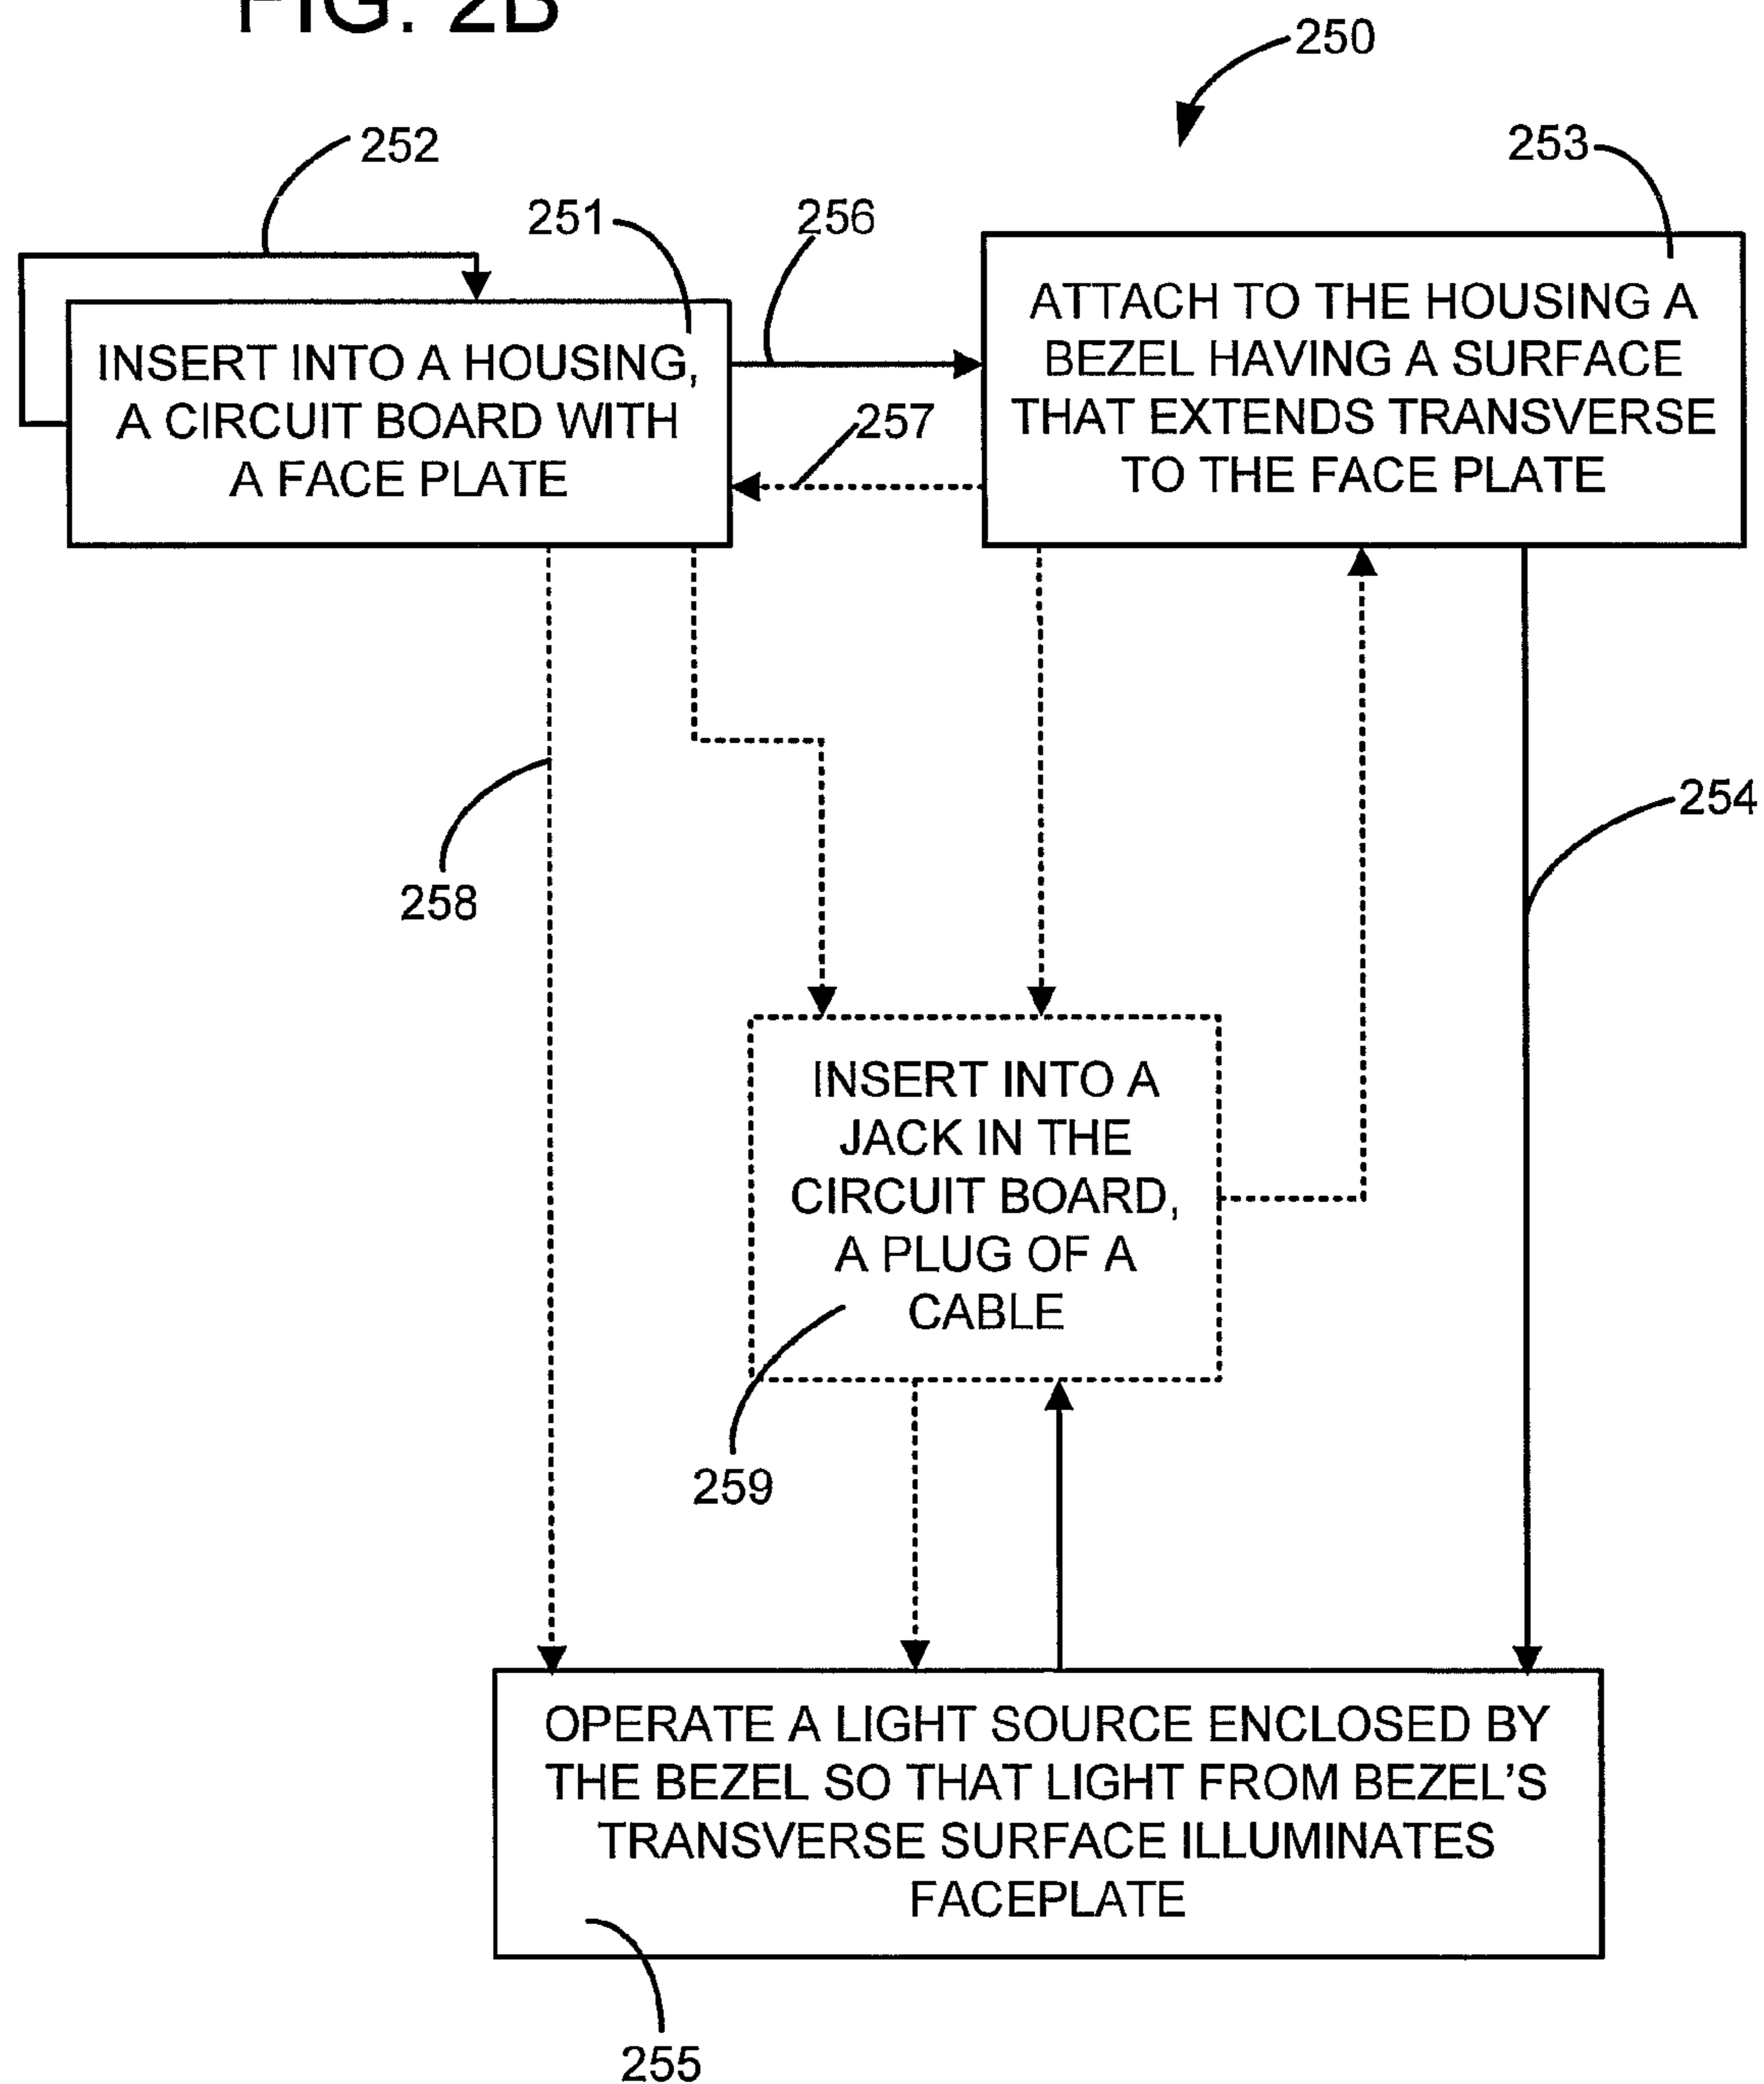 FIG. 2B
250
252
253
251
256
INSERT INTO A HOUSING,
A CIRCUIT BOARD WITH
A FACE PLATE
257
ATTACH TO THE HOUSING A
BEZEL HAVING A SURFACE
THAT EXTENDS TRANSVERSE
TO THE FACE PLATE
254
258
INSERT INTO A
JACK IN THE
CIRCUIT BOARD,
A PLUG OF A
CABLE
259
OPERATE A LIGHT SOURCE ENCLOSED BY
THE BEZEL SO THAT LIGHT FROM BEZEL'S
TRANSVERSE SURFACE ILLUMINATES
FACEPLATE
255